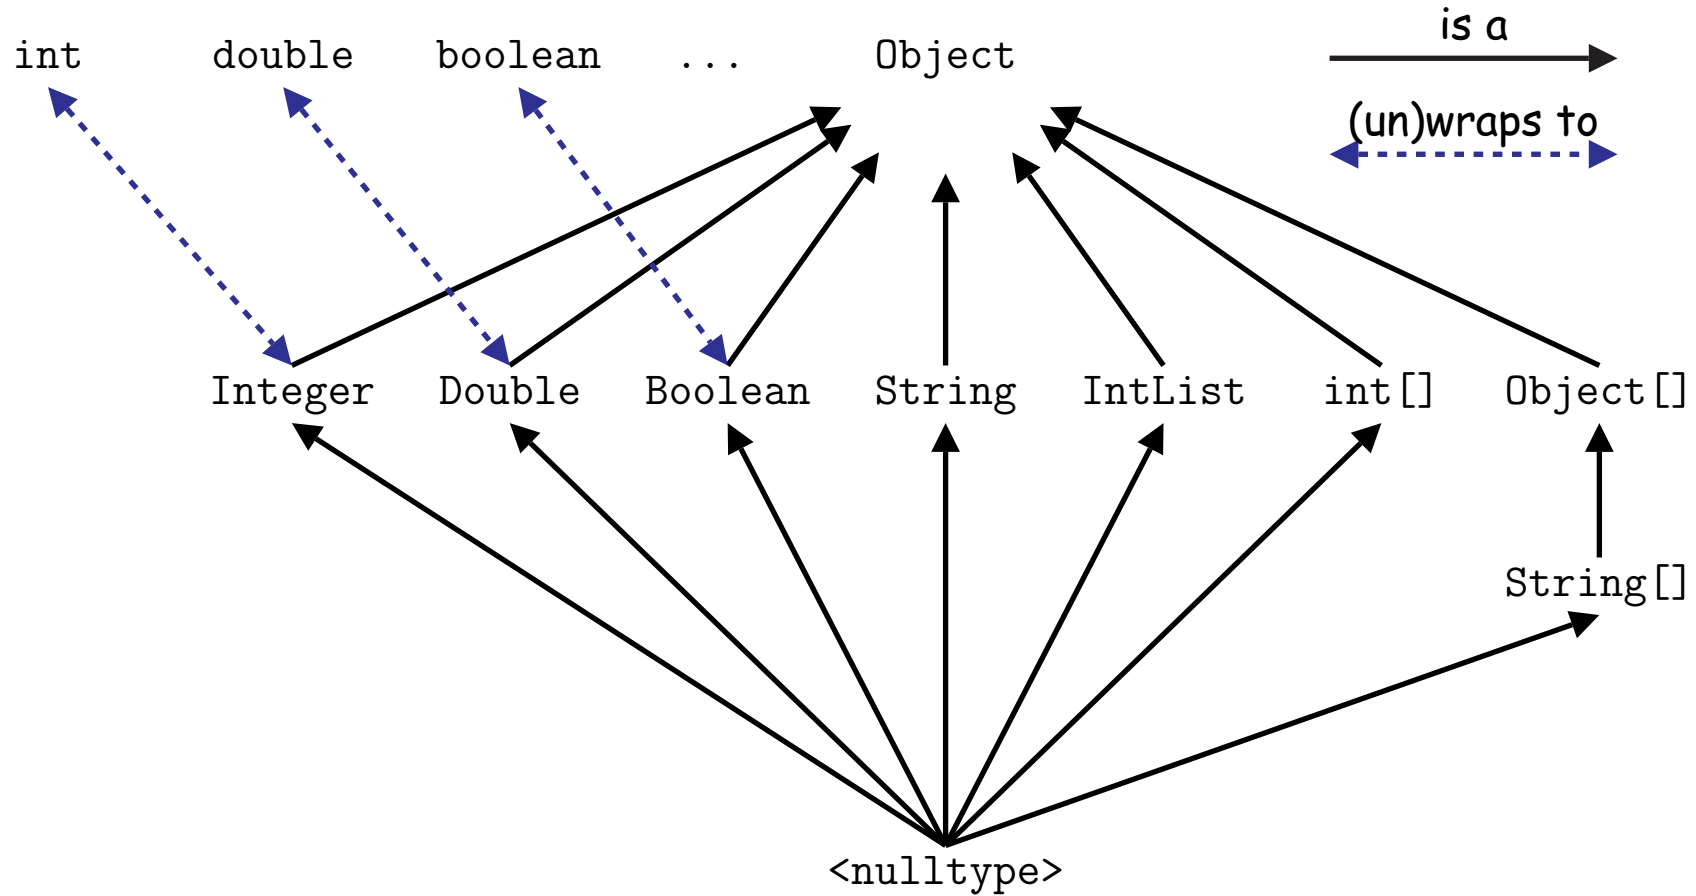 int double boolean ... Object
is a
(un)wraps to
Integer Double Boolean String IntList int[] Object[]
String[]
<nulltype>